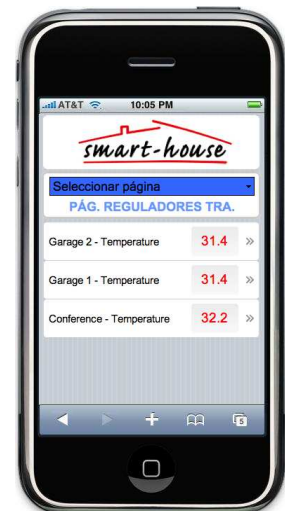 AT&T 10:05 PM
smart-house
Seleccionar página
PÁG. REGULADORES TRA.
Garage 2 - Temperature 31.4 »
Garage 1 - Temperature 31.4 »
Conference - Temperature 32.2 »
5